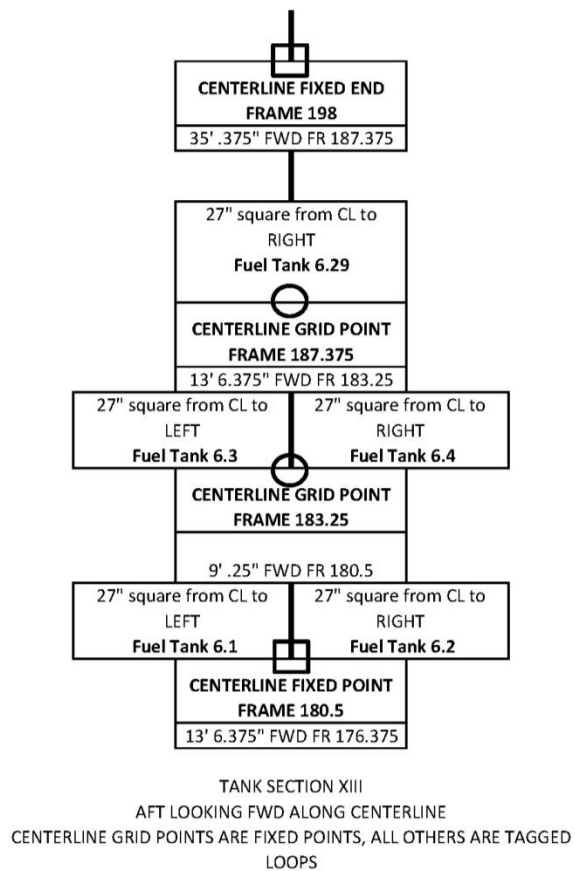 CENTERLINE FIXED END
FRAME 198
35' .375" FWD FR 187.375
27" square from CL to
RIGHT
Fuel Tank 6.29
CENTERLINE GRID POINT
FRAME 187.375
13' 6.375" FWD FR 183.25
27" square from CL to
LEFT
Fuel Tank 6.3
27" square from CL to
RIGHT
Fuel Tank 6.4
CENTERLINE GRID POINT
FRAME 183.25
9' .25" FWD FR 180.5
27" square from CL to
LEFT
Fuel Tank 6.1
27" square from CL to
RIGHT
Fuel Tank 6.2
CENTERLINE FIXED POINT
FRAME 180.5
13' 6.375" FWD FR 176.375
TANK SECTION XIII
AFT LOOKING FWD ALONG CENTERLINE
CENTERLINE GRID POINTS ARE FIXED POINTS, ALL OTHERS ARE TAGGED
LOOPS